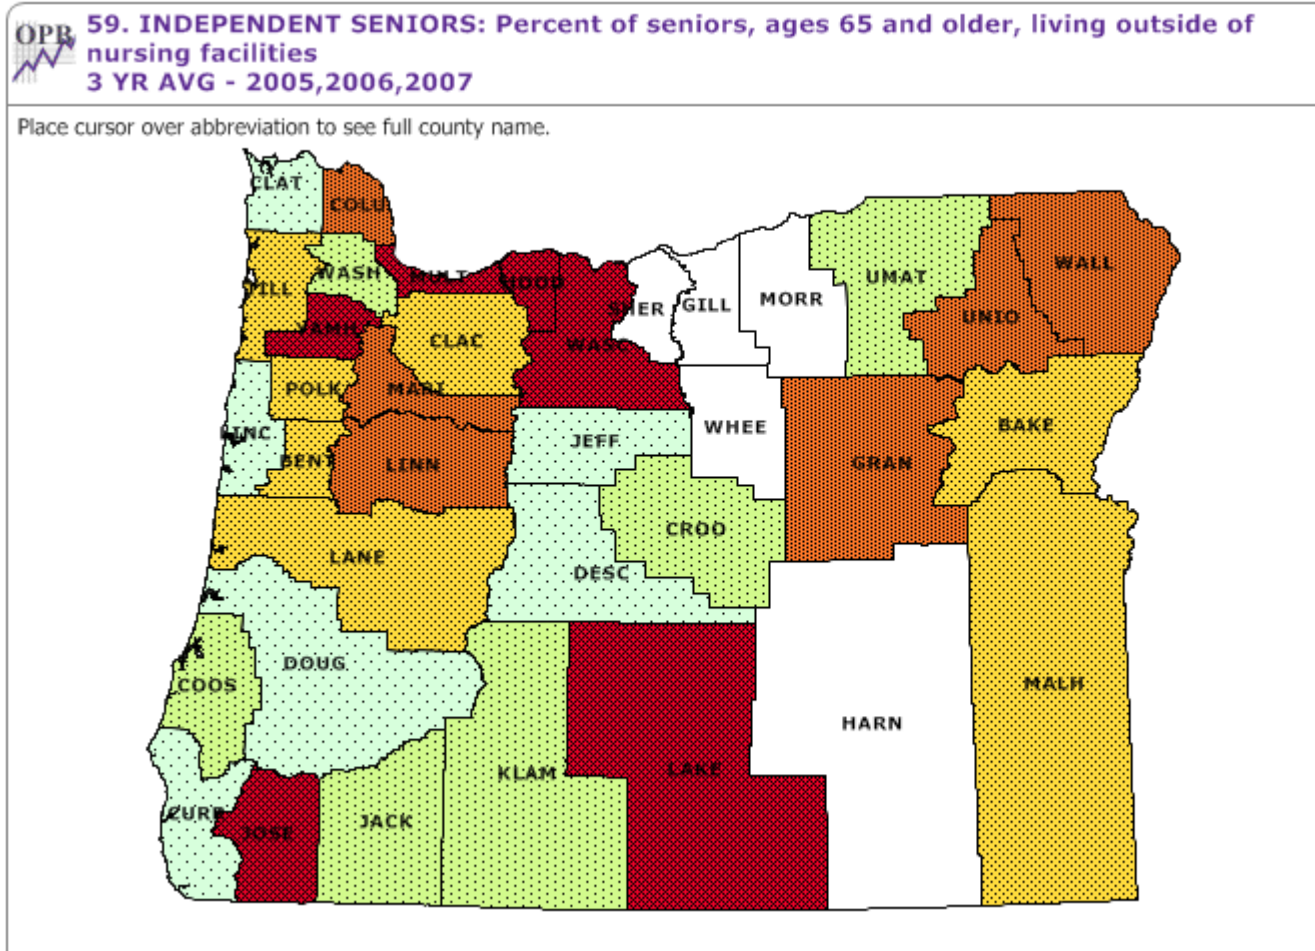 OPB
59. INDEPENDENT SENIORS: Percent of seniors, ages 65 and older, living outside of
nursing facilities
3 YR AVG - 2005,2006,2007
Place cursor over abbreviation to see full county name.
CLAT
COLU
TILL
WASH
MULT
HOOD
SHER
GILL
MORR
UMAT
UNIO
WALL
YAMH
CLAC
WASC
POLK
MARI
LINC
BENT
LINN
JEFF
WHEE
GRAN
BAKE
LANE
DESC
CROO
COOS
DOUG
KLAM
LAKE
HARN
MALH
CURR
JOSE
JACK